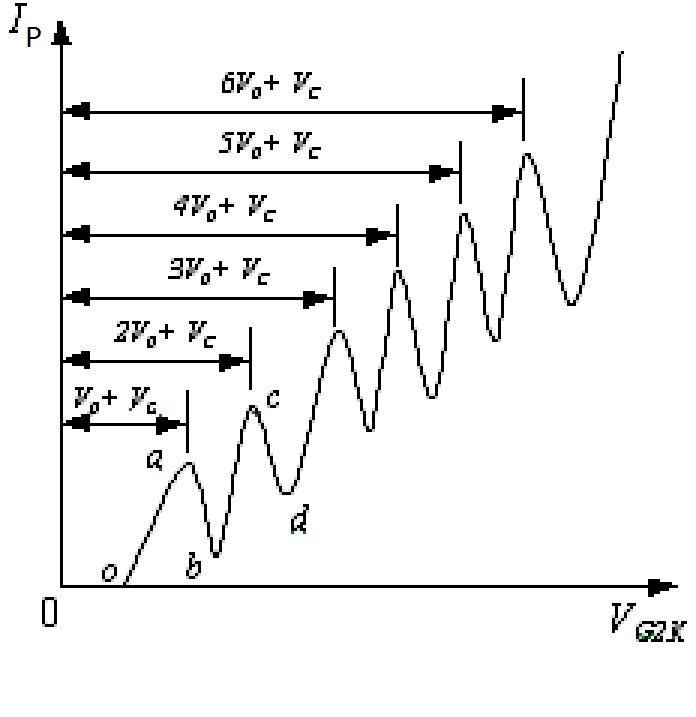 I_P
6V₀+ V_C
5V₀+ V_C
4V₀+ V_C
3V₀+ V_C
2V₀+ V_C
V₀+ V_C
c
a
d
o
b
0
V_G2K